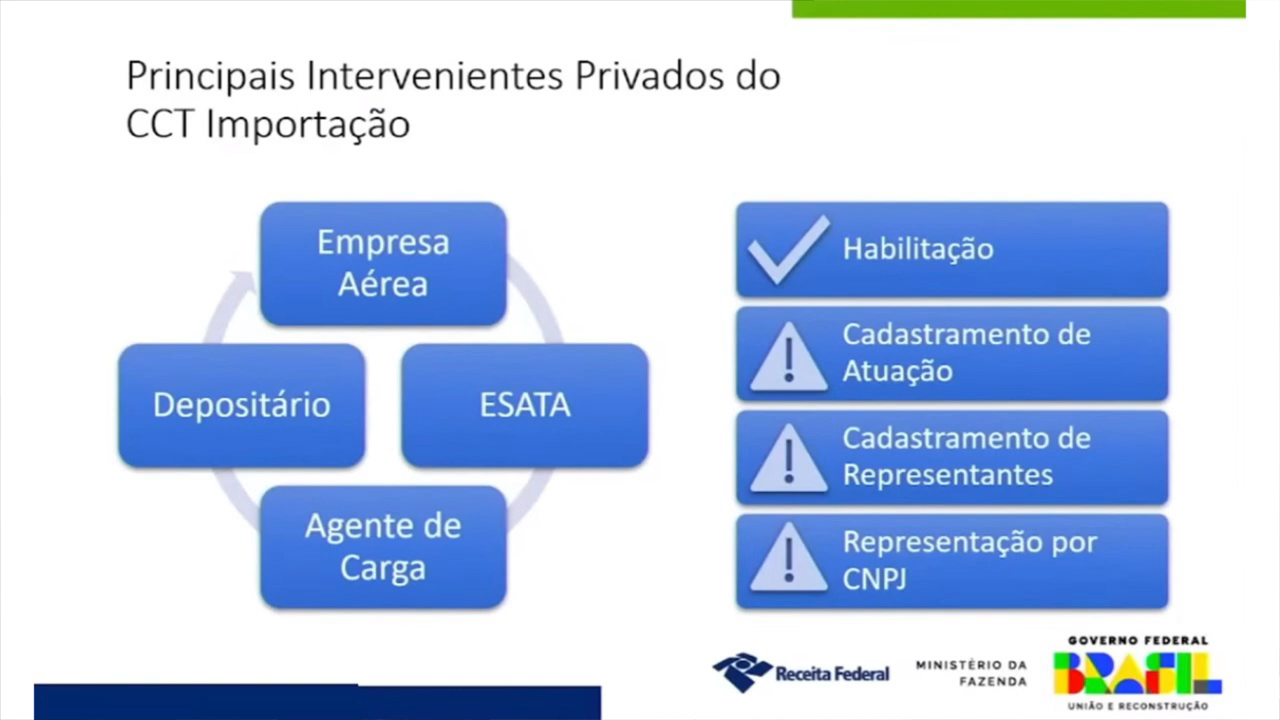 Principais Intervenientes Privados do
CCT Importação
Empresa
Aérea
Depositário
ESATA
Agente de
Carga
Habilitação
Cadastramento de
Atuação
Cadastramento de
Representantes
Representação por
CNPJ
Receita Federal
MINISTÉRIO DA
FAZENDA
GOVERNO FEDERAL
BRASIL
UNIÃO E RECONSTRUÇÃO